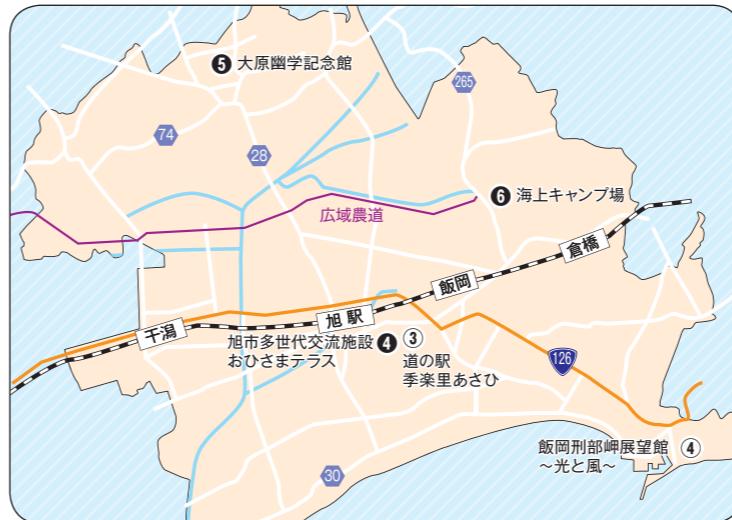 ❺ 大原幽学記念館
265
74
28
❻ 海上キャンプ場
広域農道
倉橋
飯岡
旭駅
干潟
旭市多世代交流施設 ❹
おひさまテラス
③
道の駅
季楽里あさひ
126
飯岡刑部岬展望館 ④
～光と風～
30